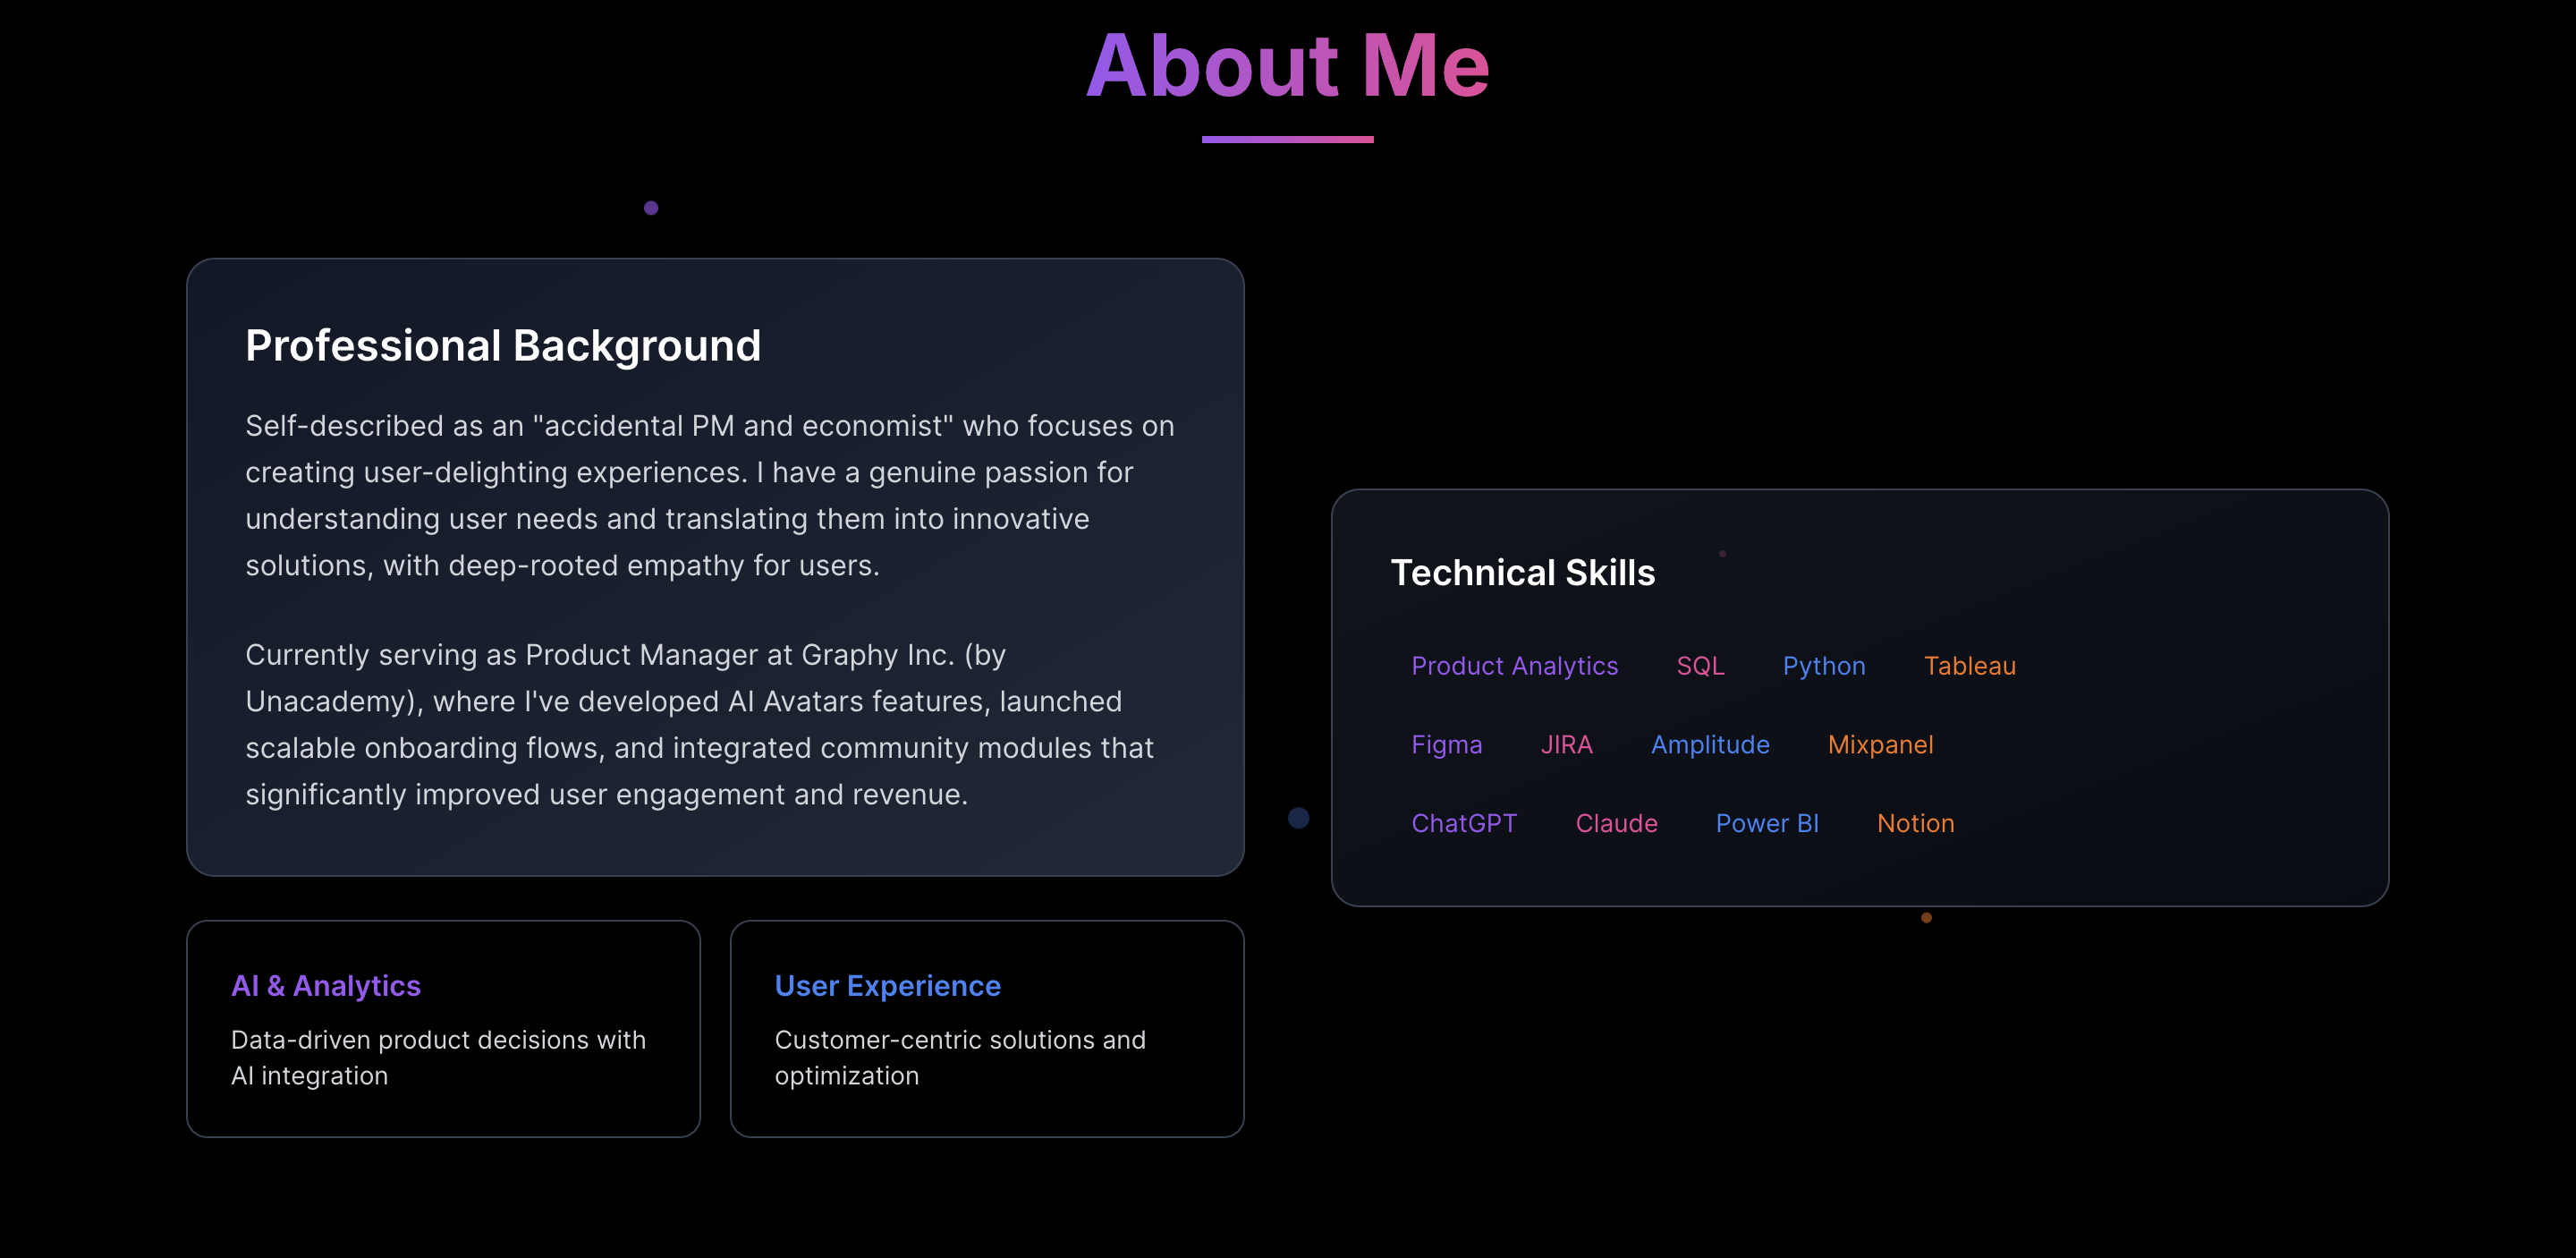 About Me
Professional Background
Self-described as an "accidental PM and economist" who focuses on
creating user-delighting experiences. I have a genuine passion for
understanding user needs and translating them into innovative
solutions, with deep-rooted empathy for users.
Currently serving as Product Manager at Graphy Inc. (by
Unacademy), where I've developed AI Avatars features, launched
scalable onboarding flows, and integrated community modules that
significantly improved user engagement and revenue.
AI & Analytics
Data-driven product decisions with
AI integration
User Experience
Customer-centric solutions and
optimization
Technical Skills
Product Analytics SQL Python Tableau
Figma JIRA Amplitude Mixpanel
ChatGPT Claude Power BI Notion